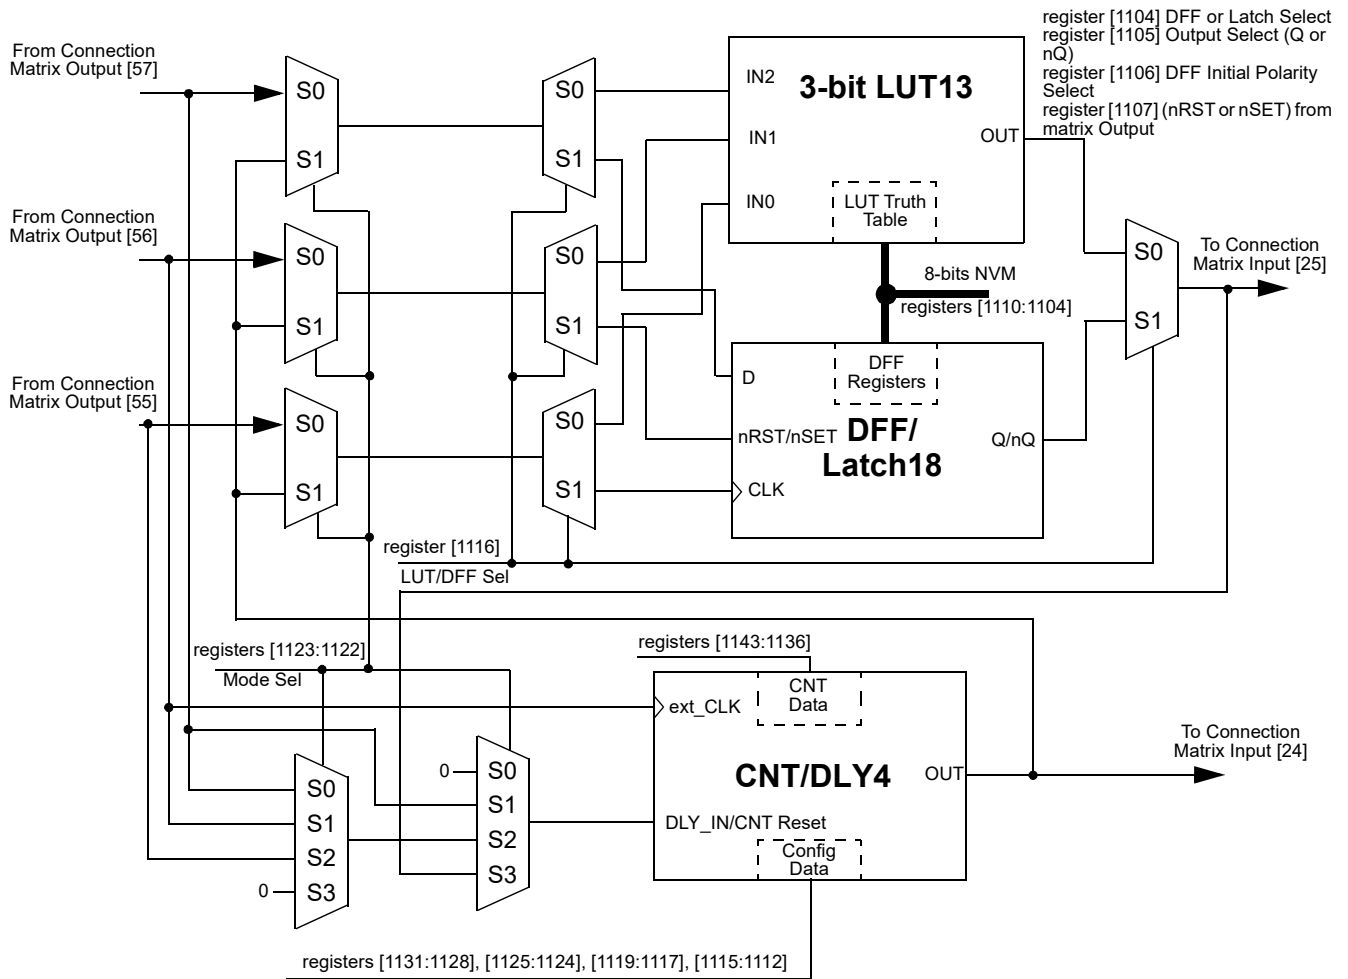 From Connection
Matrix Output [57]
S0
S1
S0
S1
IN2
IN1
IN0
3-bit LUT13
OUT
LUT Truth
Table
register [1104] DFF or Latch Select
register [1105] Output Select (Q or
nQ)
register [1106] DFF Initial Polarity
Select
register [1107] (nRST or nSET) from
matrix Output
From Connection
Matrix Output [56]
S0
S1
S0
S1
8-bits NVM
registers [1110:1104]
S0
S1
To Connection
Matrix Input [25]
From Connection
Matrix Output [55]
S0
S1
S0
S1
D
nRST/nSET
CLK
DFF
Registers
DFF/
Latch18
Q/nQ
register [1116]
LUT/DFF Sel
registers [1123:1122]
Mode Sel
registers [1143:1136]
ext_CLK
CNT
Data
CNT/DLY4
OUT
To Connection
Matrix Input [24]
S0
S1
S2
0
S3
0
S0
S1
S2
S3
DLY_IN/CNT Reset
Config
Data
registers [1131:1128], [1125:1124], [1119:1117], [1115:1112]